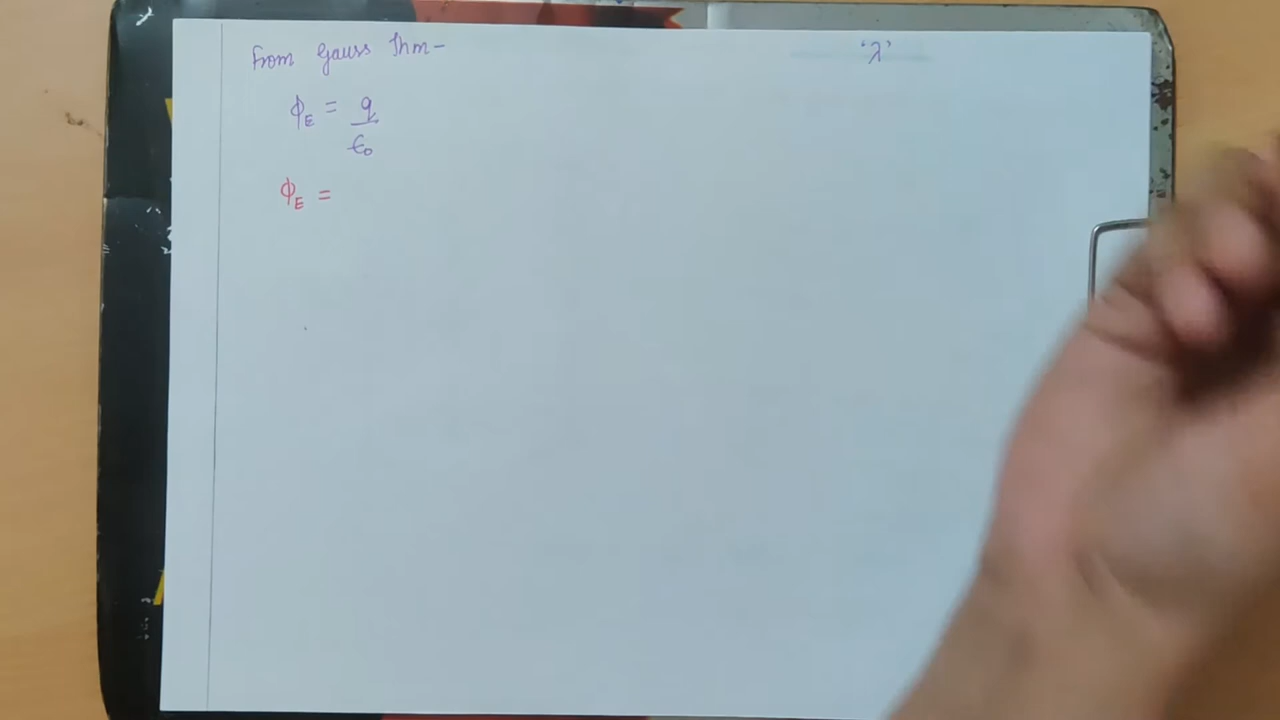 From Gauss Thm-
'λ'
ϕE = q/ϵ0
ϕE =